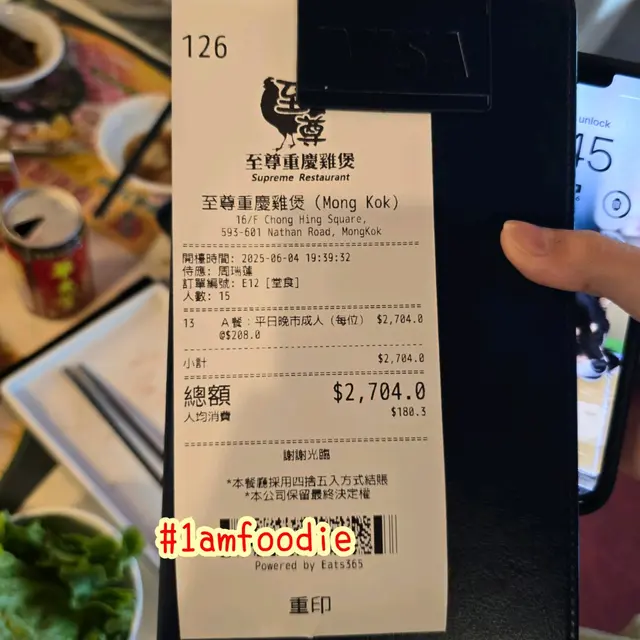 126
VISA
至尊
至尊重慶雞煲
Supreme Restaurant
至尊重慶雞煲 (Mong Kok)
16/F Chong Hing Square,
593-601 Nathan Road, MongKok
開檯時間: 2025-06-04 19:39:32
侍應: 周瑞蓮
訂單編號: E12 [堂食]
人數: 15
13 A餐：平日晚市成人 (每位) $2,704.0
@$208.0
小計 $2,704.0
總額 $2,704.0
人均消費 $180.3
謝謝光臨
*本餐廳採用四捨五入方式結賬
*本公司保留最終決定權
#1amfoodie
Powered by Eats365
重印
unlock
45